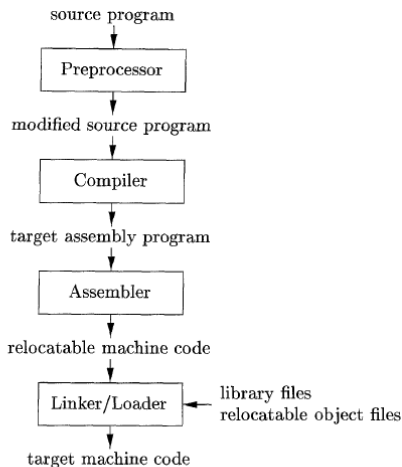 source program
Preprocessor
modified source program
Compiler
target assembly program
Assembler
relocatable machine code
Linker/Loader
library files
relocatable object files
target machine code